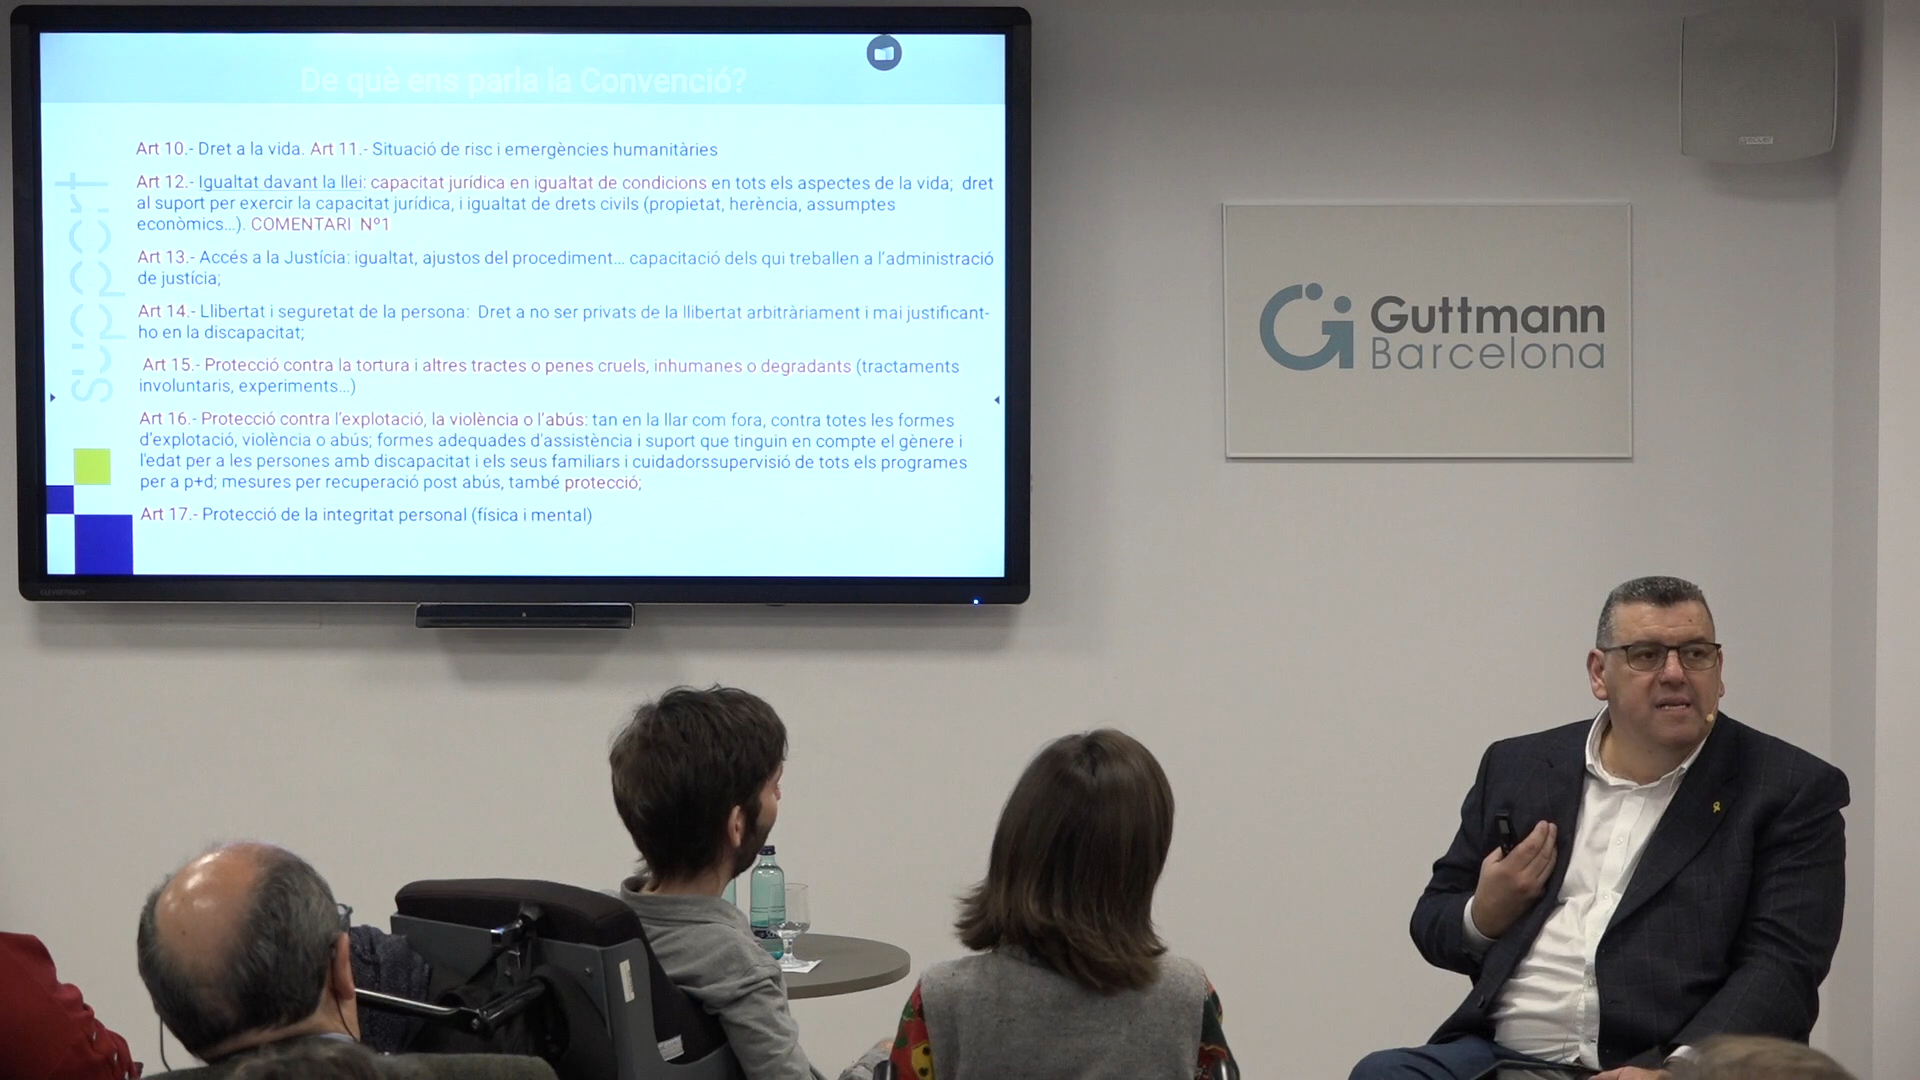 De què ens parla la Convenció?
Art 10.- Dret a la vida. Art 11.- Situació de risc i emergències humanitàries
Art 12.- Igualtat davant la llei: capacitat jurídica en igualtat de condicions en tots els aspectes de la vida; dret
al suport per exercir la capacitat jurídica, i igualtat de drets civils (propietat, herència, assumptes
econòmics...). COMENTARI Nº1
Art 13.- Accés a la Justícia: igualtat, ajustos del procediment... capacitació dels qui treballen a l'administració
de justícia;
Art 14.- Llibertat i seguretat de la persona: Dret a no ser privats de la llibertat arbitràriament i mai justificant-
ho en la discapacitat;
Art 15.- Protecció contra la tortura i altres tractes o penes cruels, inhumanes o degradants (tractaments
involuntaris, experiments...)
Art 16.- Protecció contra l'explotació, la violència o l'abús: tan en la llar com fora, contra totes les formes
d'explotació, violència o abús; formes adequades d'assistència i suport que tinguin en compte el gènere i
l'edat per a les persones amb discapacitat i els seus familiars i cuidadorssupervisió de tots els programes
per a p+d; mesures per recuperació post abús, també protecció;
Art 17.- Protecció de la integritat personal (física i mental)
support
Guttmann
Barcelona